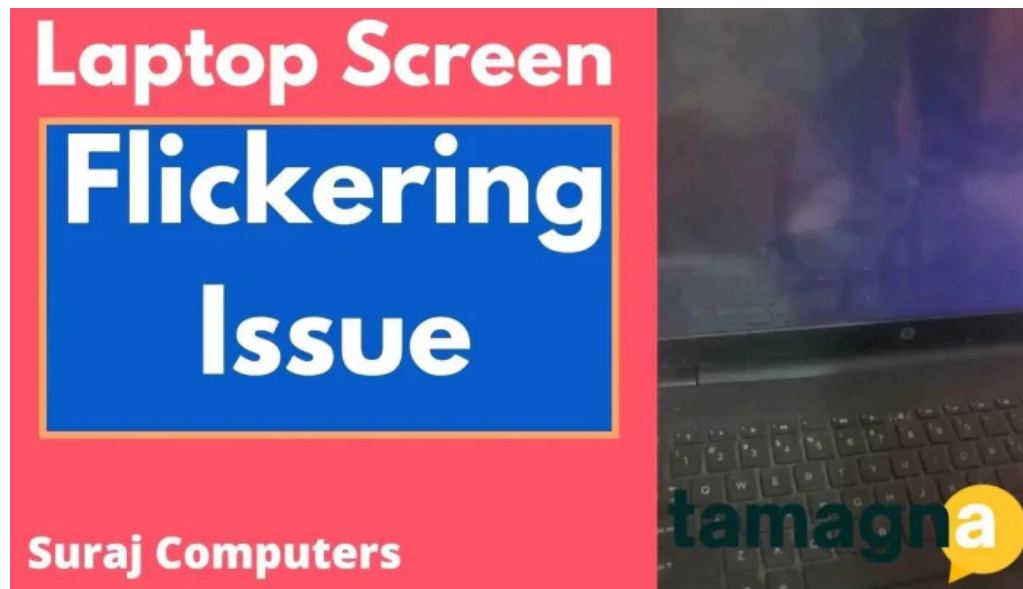 Laptop Screen
Flickering
Issue
Suraj Computers
tamagna